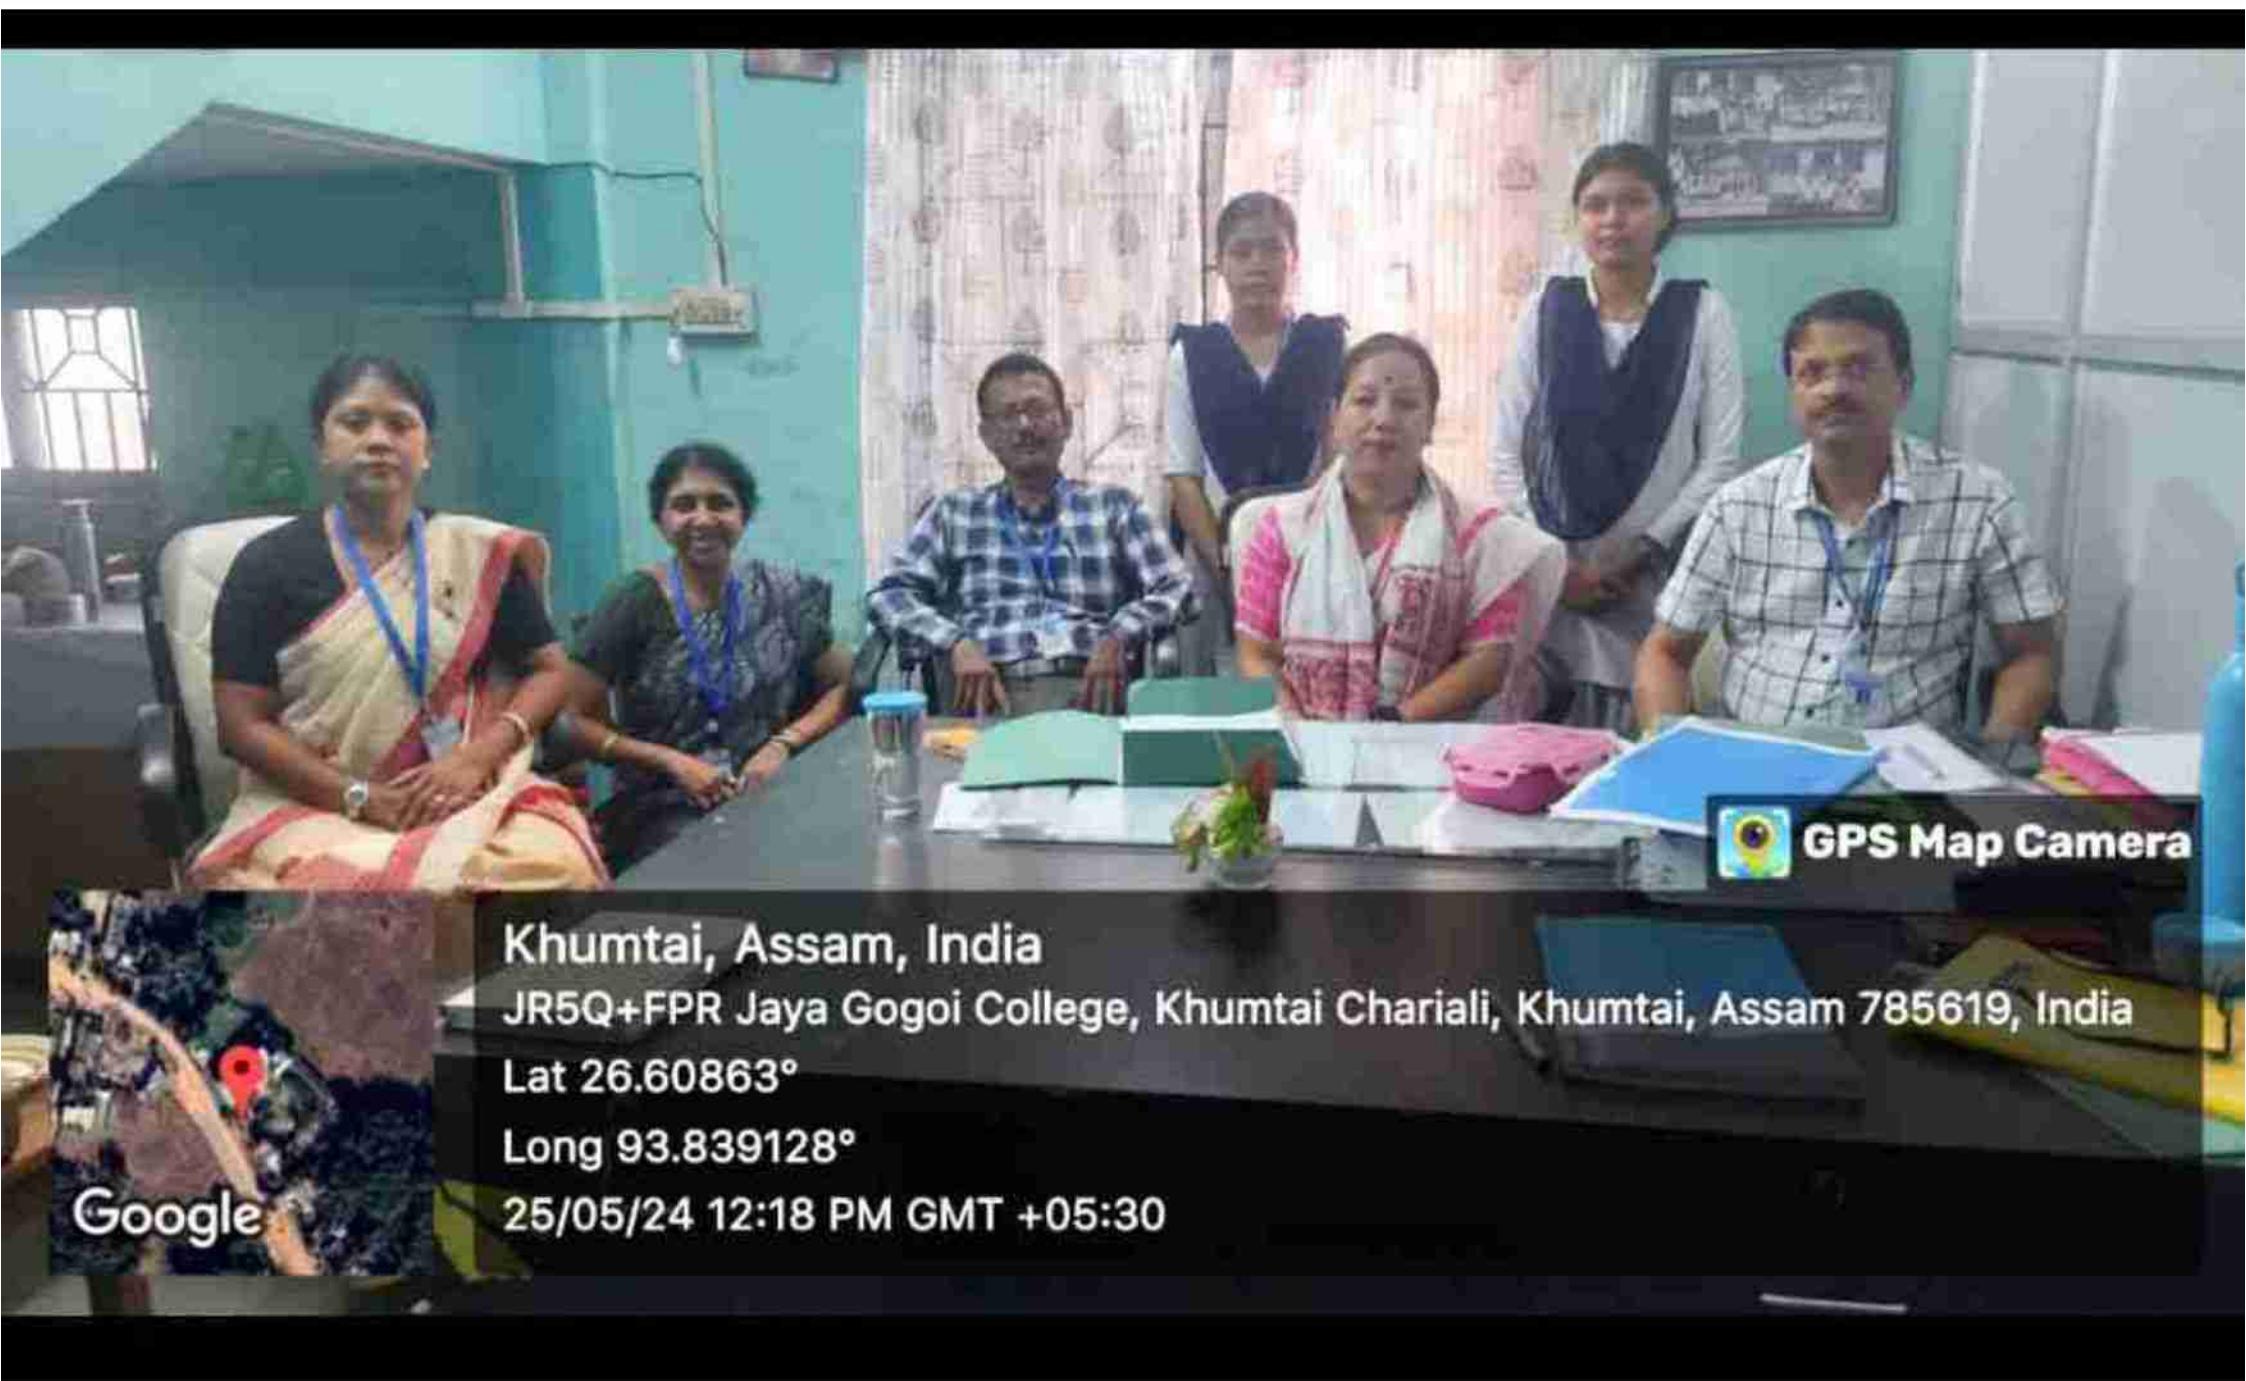 GPS Map Camera
Khumtai, Assam, India
JR5Q+FPR Jaya Gogoi College, Khumtai Chariali, Khumtai, Assam 785619, India
Lat 26.60863°
Long 93.839128°
25/05/24 12:18 PM GMT +05:30
Google